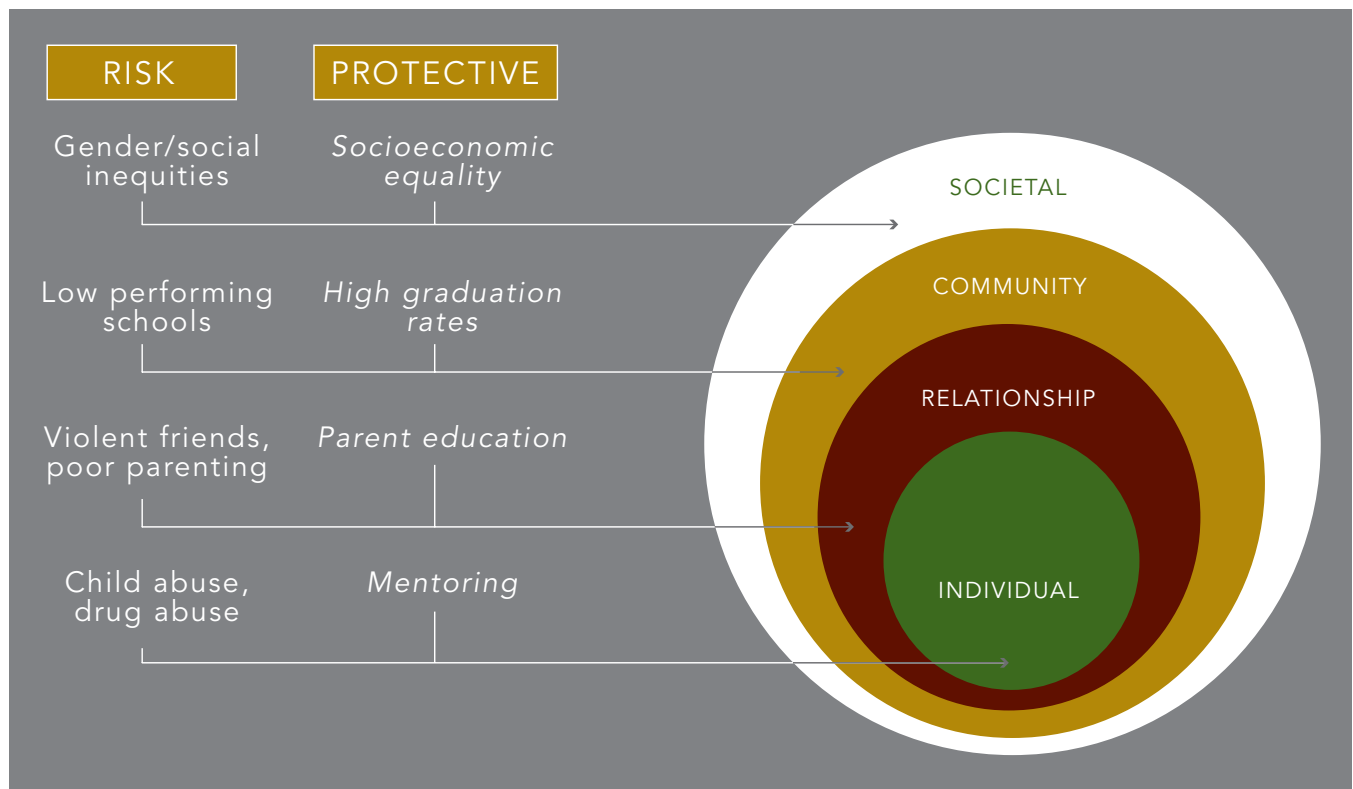 RISK
PROTECTIVE
Gender/social
inequities
Socioeconomic
equality
SOCIETAL
Low performing
schools
High graduation
rates
COMMUNITY
Violent friends,
poor parenting
Parent education
RELATIONSHIP
Child abuse,
drug abuse
Mentoring
INDIVIDUAL